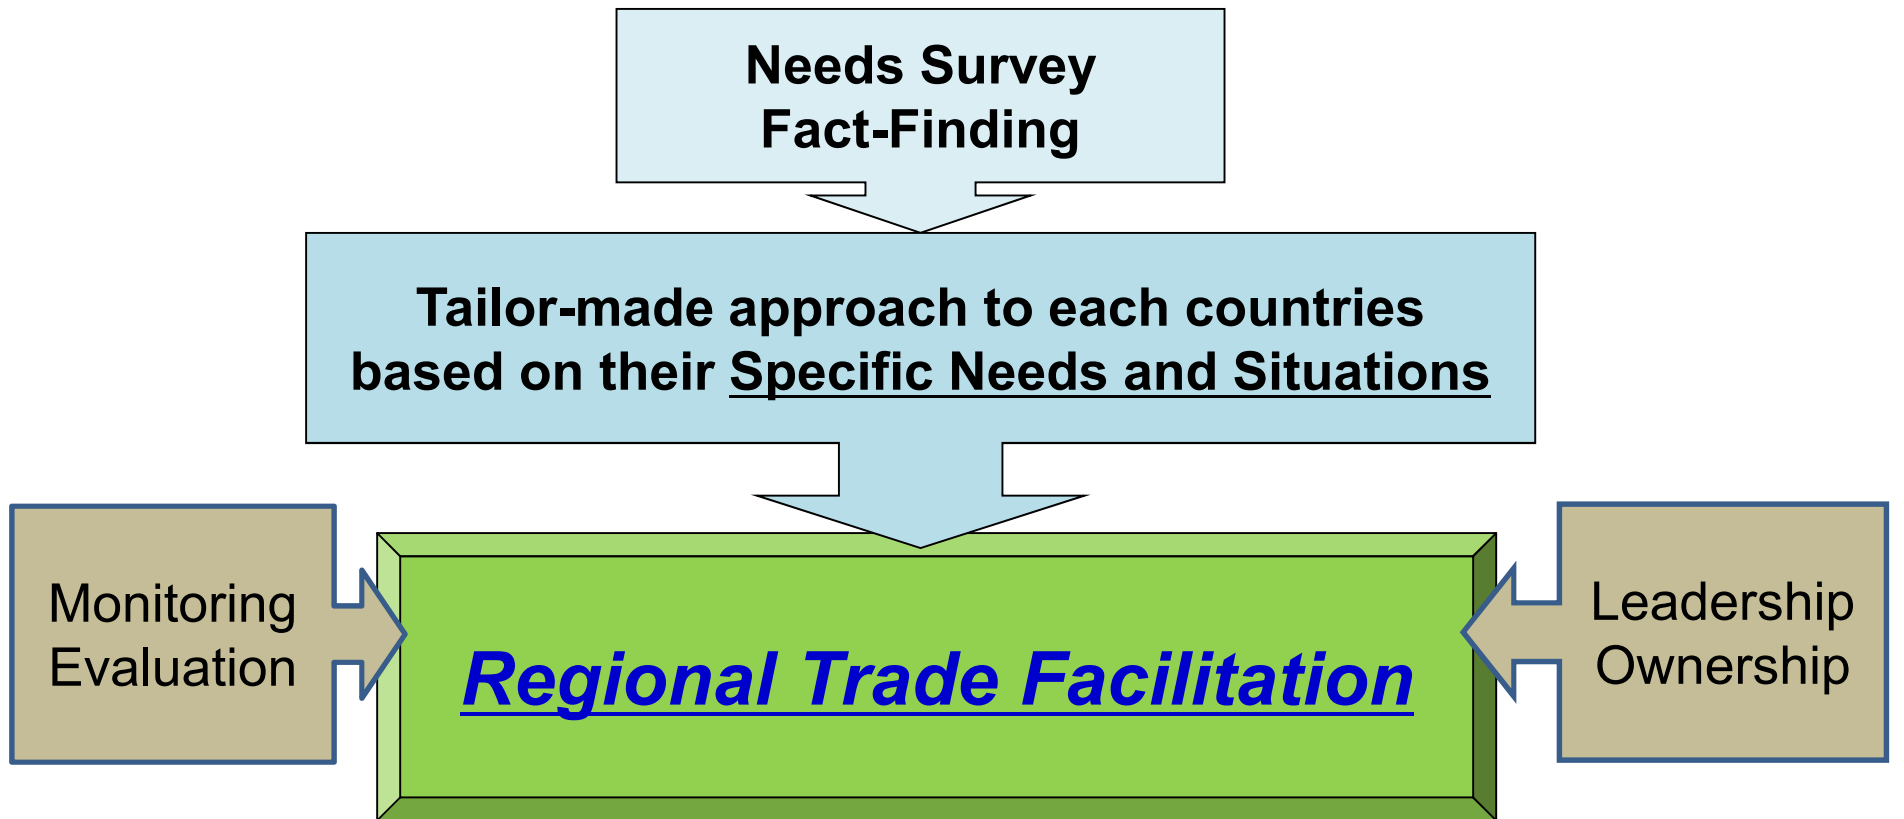 Needs Survey
Fact-Finding
Tailor-made approach to each countries
based on their Specific Needs and Situations
Monitoring
Evaluation
Regional Trade Facilitation
Leadership
Ownership